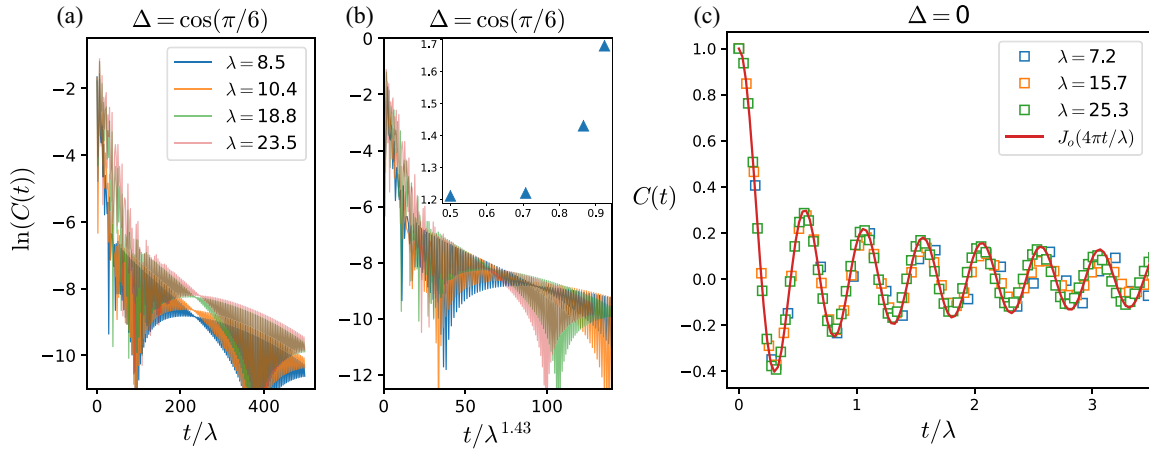 (a) Δ = cos(π/6)
ln(C(t))
−2
−4
−6
−8
−10
0 200 400
t/λ
λ = 8.5
λ = 10.4
λ = 18.8
λ = 23.5
(b) Δ = cos(π/6)
0
−2
−4
−6
−8
−10
−12
0 50 100
t/λ^1.43
1.7
1.6
1.5
1.4
1.3
1.2
0.5 0.6 0.7 0.8 0.9
(c) Δ = 0
C(t)
1.0
0.8
0.6
0.4
0.2
0.0
−0.2
−0.4
0 1 2 3
t/λ
λ = 7.2
λ = 15.7
λ = 25.3
J_o(4πt/λ)